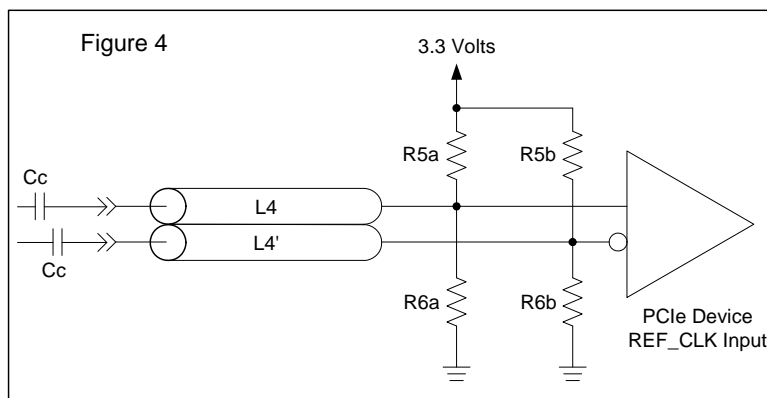 Figure 4
3.3 Volts
R5a
R5b
Cc
L4
L4'
Cc
R6a
R6b
PCIe Device
REF_CLK Input